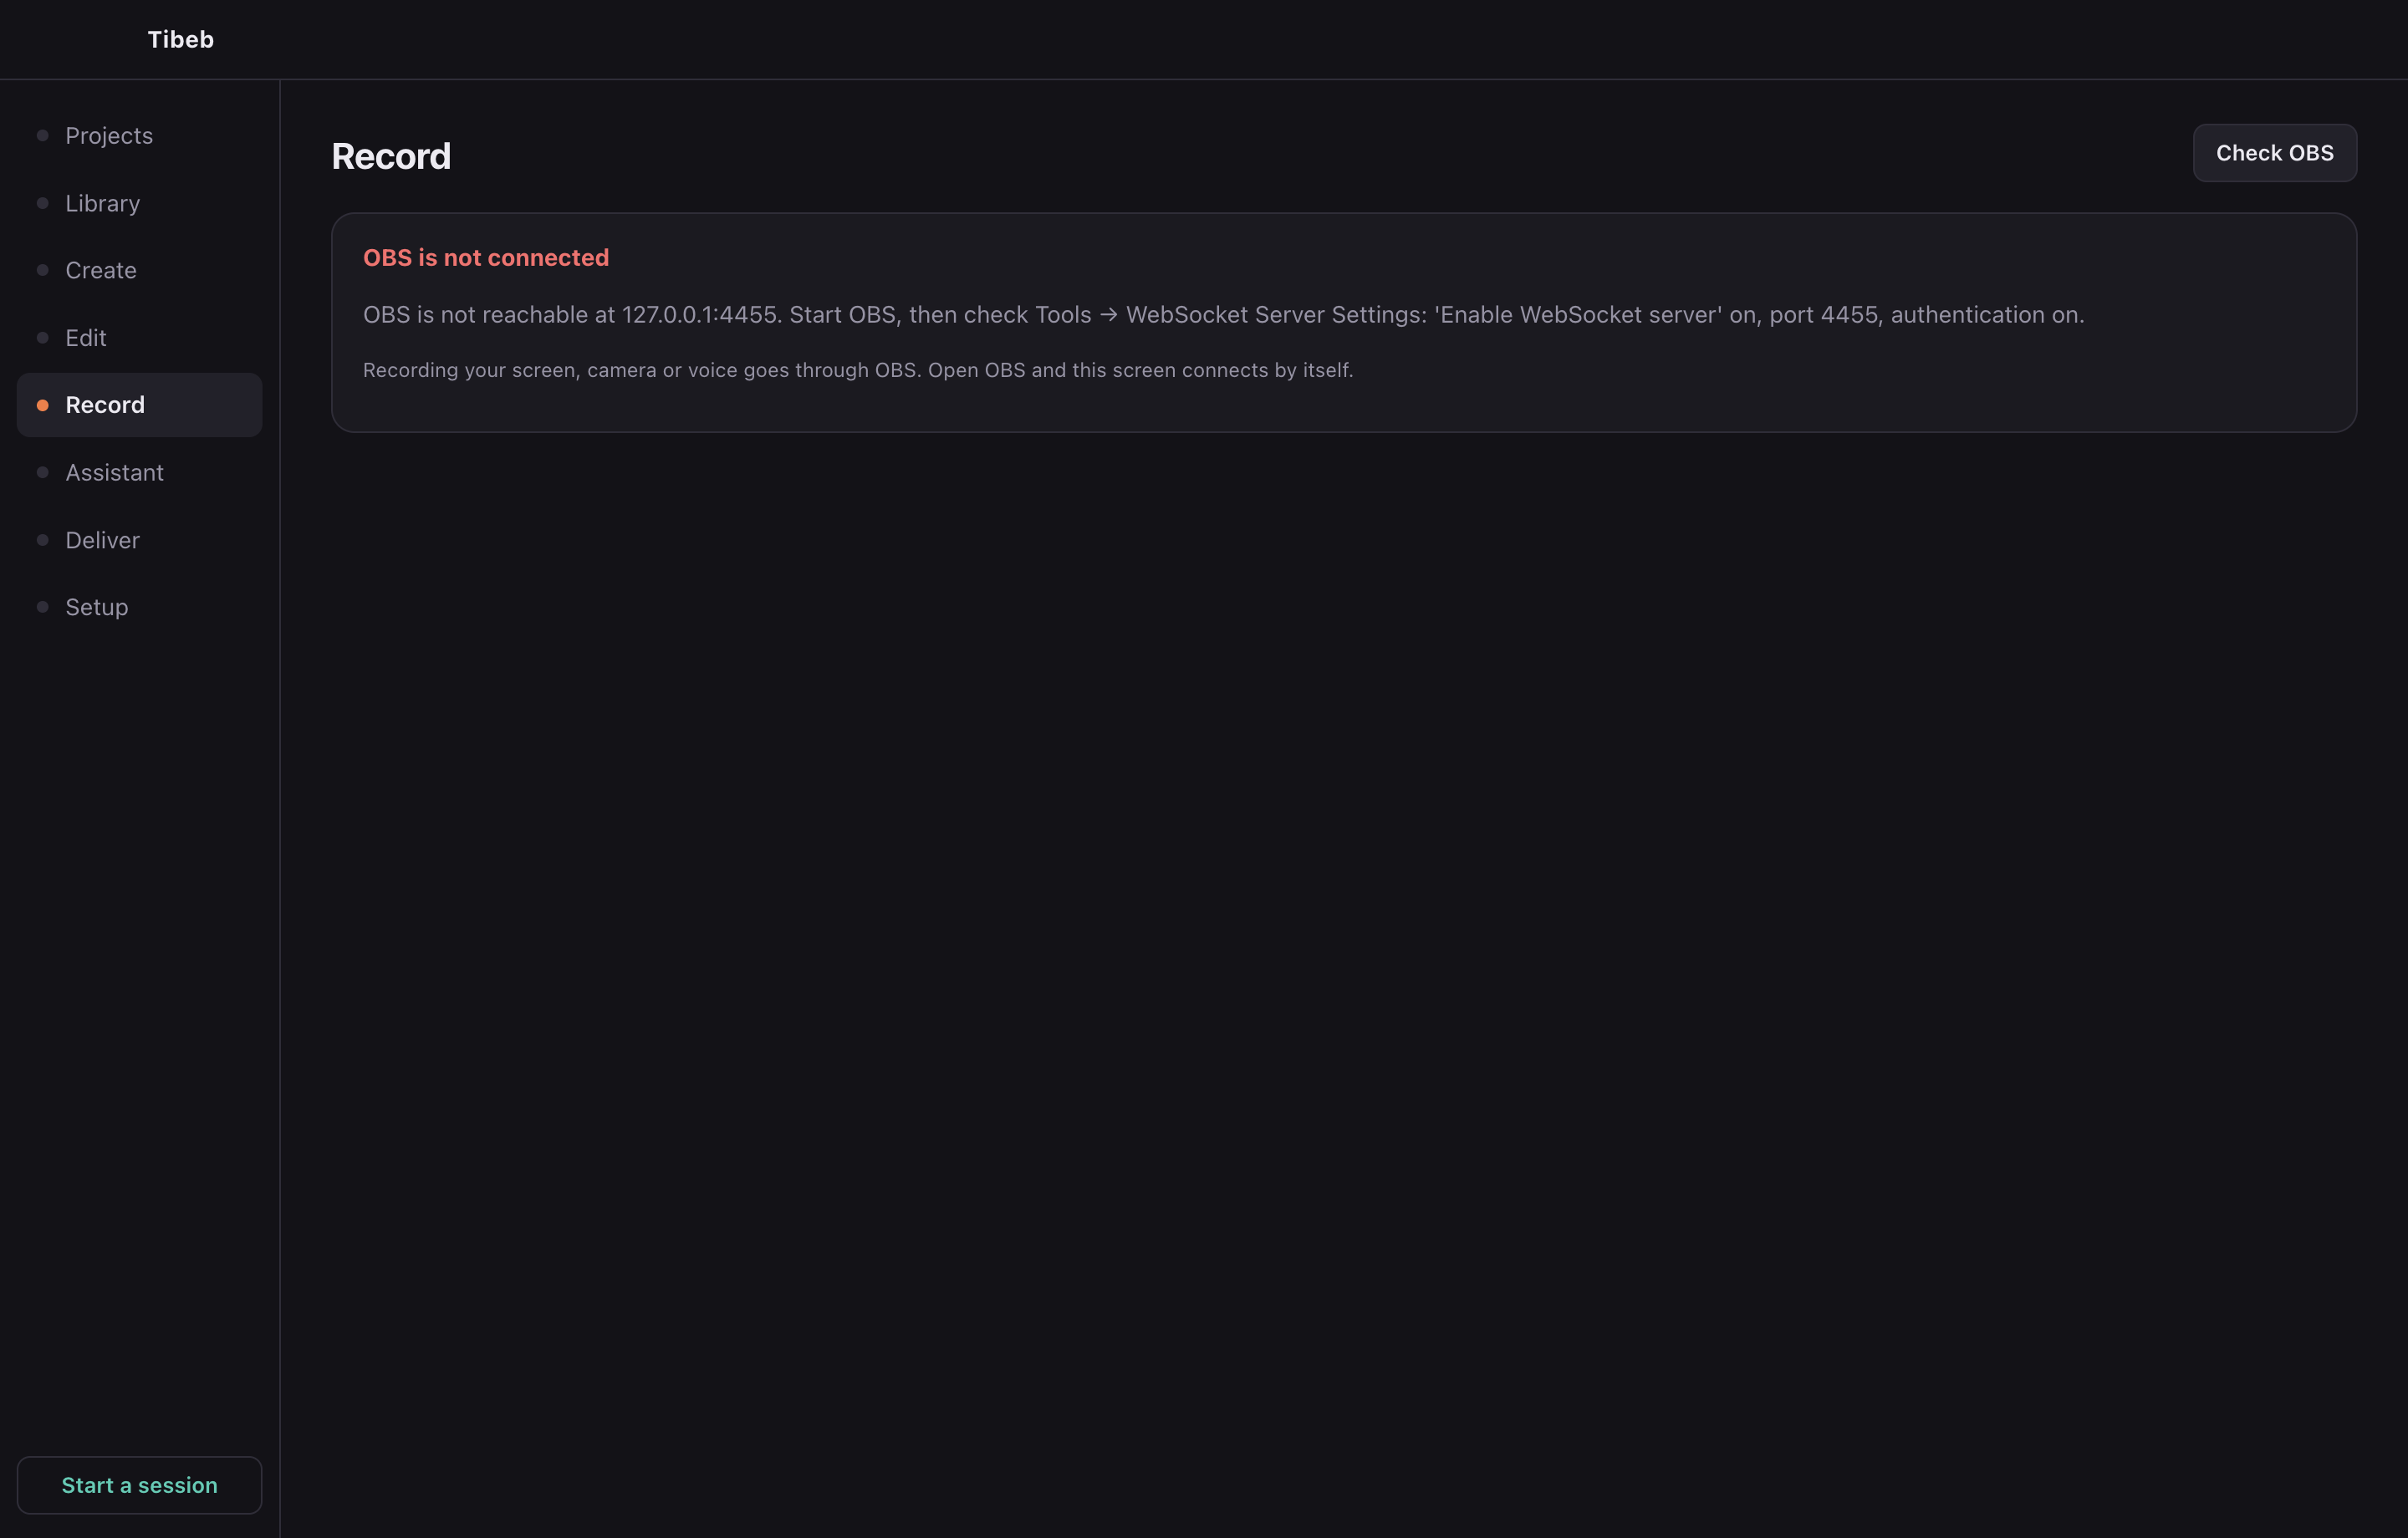 Tibeb
Projects
Library
Create
Edit
Record
Assistant
Deliver
Setup
Start a session
Record
Check OBS
OBS is not connected
OBS is not reachable at 127.0.0.1:4455. Start OBS, then check Tools → WebSocket Server Settings: 'Enable WebSocket server' on, port 4455, authentication on.
Recording your screen, camera or voice goes through OBS. Open OBS and this screen connects by itself.